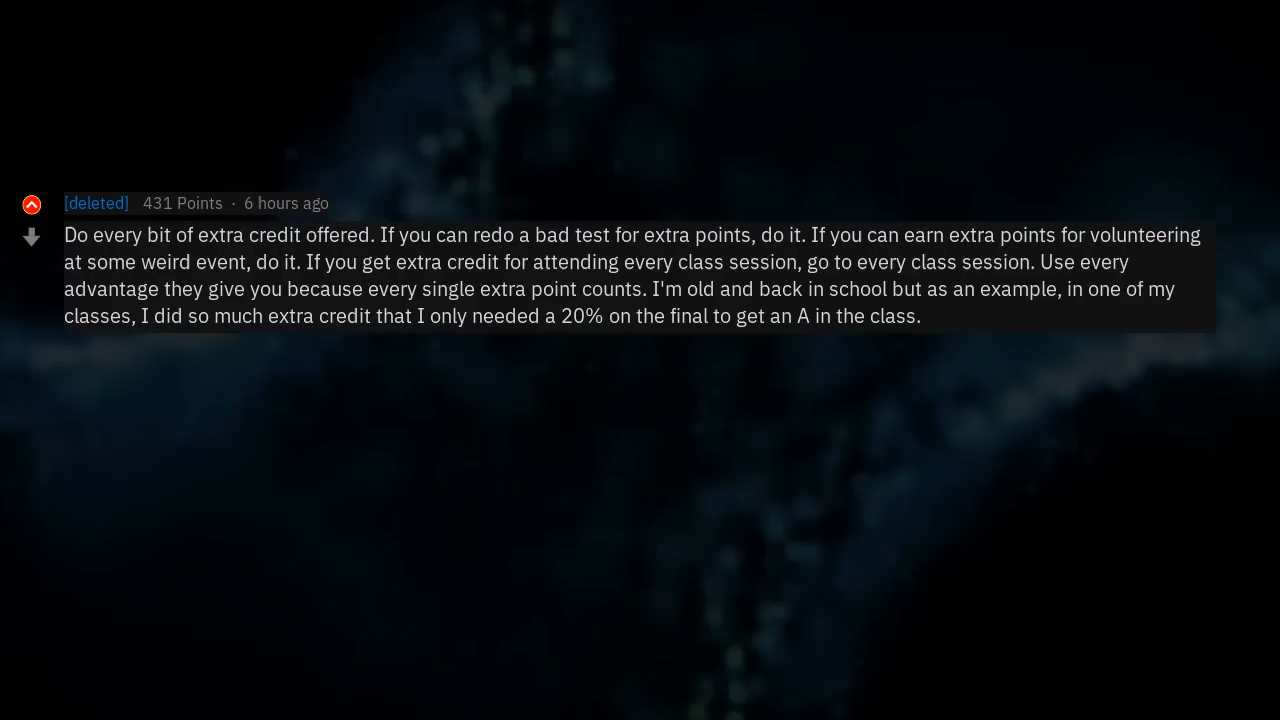 [deleted] 431 Points · 6 hours ago
Do every bit of extra credit offered. If you can redo a bad test for extra points, do it. If you can earn extra points for volunteering
at some weird event, do it. If you get extra credit for attending every class session, go to every class session. Use every
advantage they give you because every single extra point counts. I'm old and back in school but as an example, in one of my
classes, I did so much extra credit that I only needed a 20% on the final to get an A in the class.